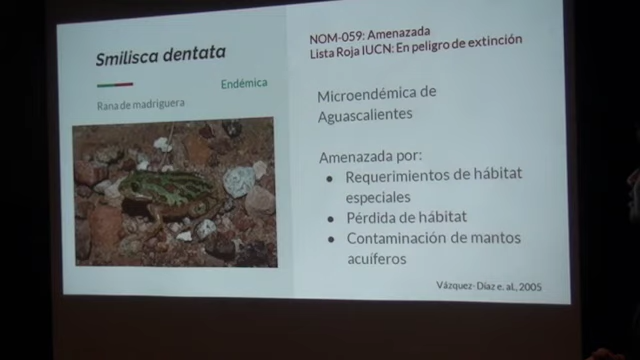 Smilisca dentata
Endémica
Rana de madriguera
NOM-059: Amenazada
Lista Roja IUCN: En peligro de extinción
Microendémica de
Aguascalientes
Amenazada por:
● Requerimientos de hábitat
especiales
● Pérdida de hábitat
● Contaminación de mantos
acuíferos
Vázquez- Díaz e. al., 2005